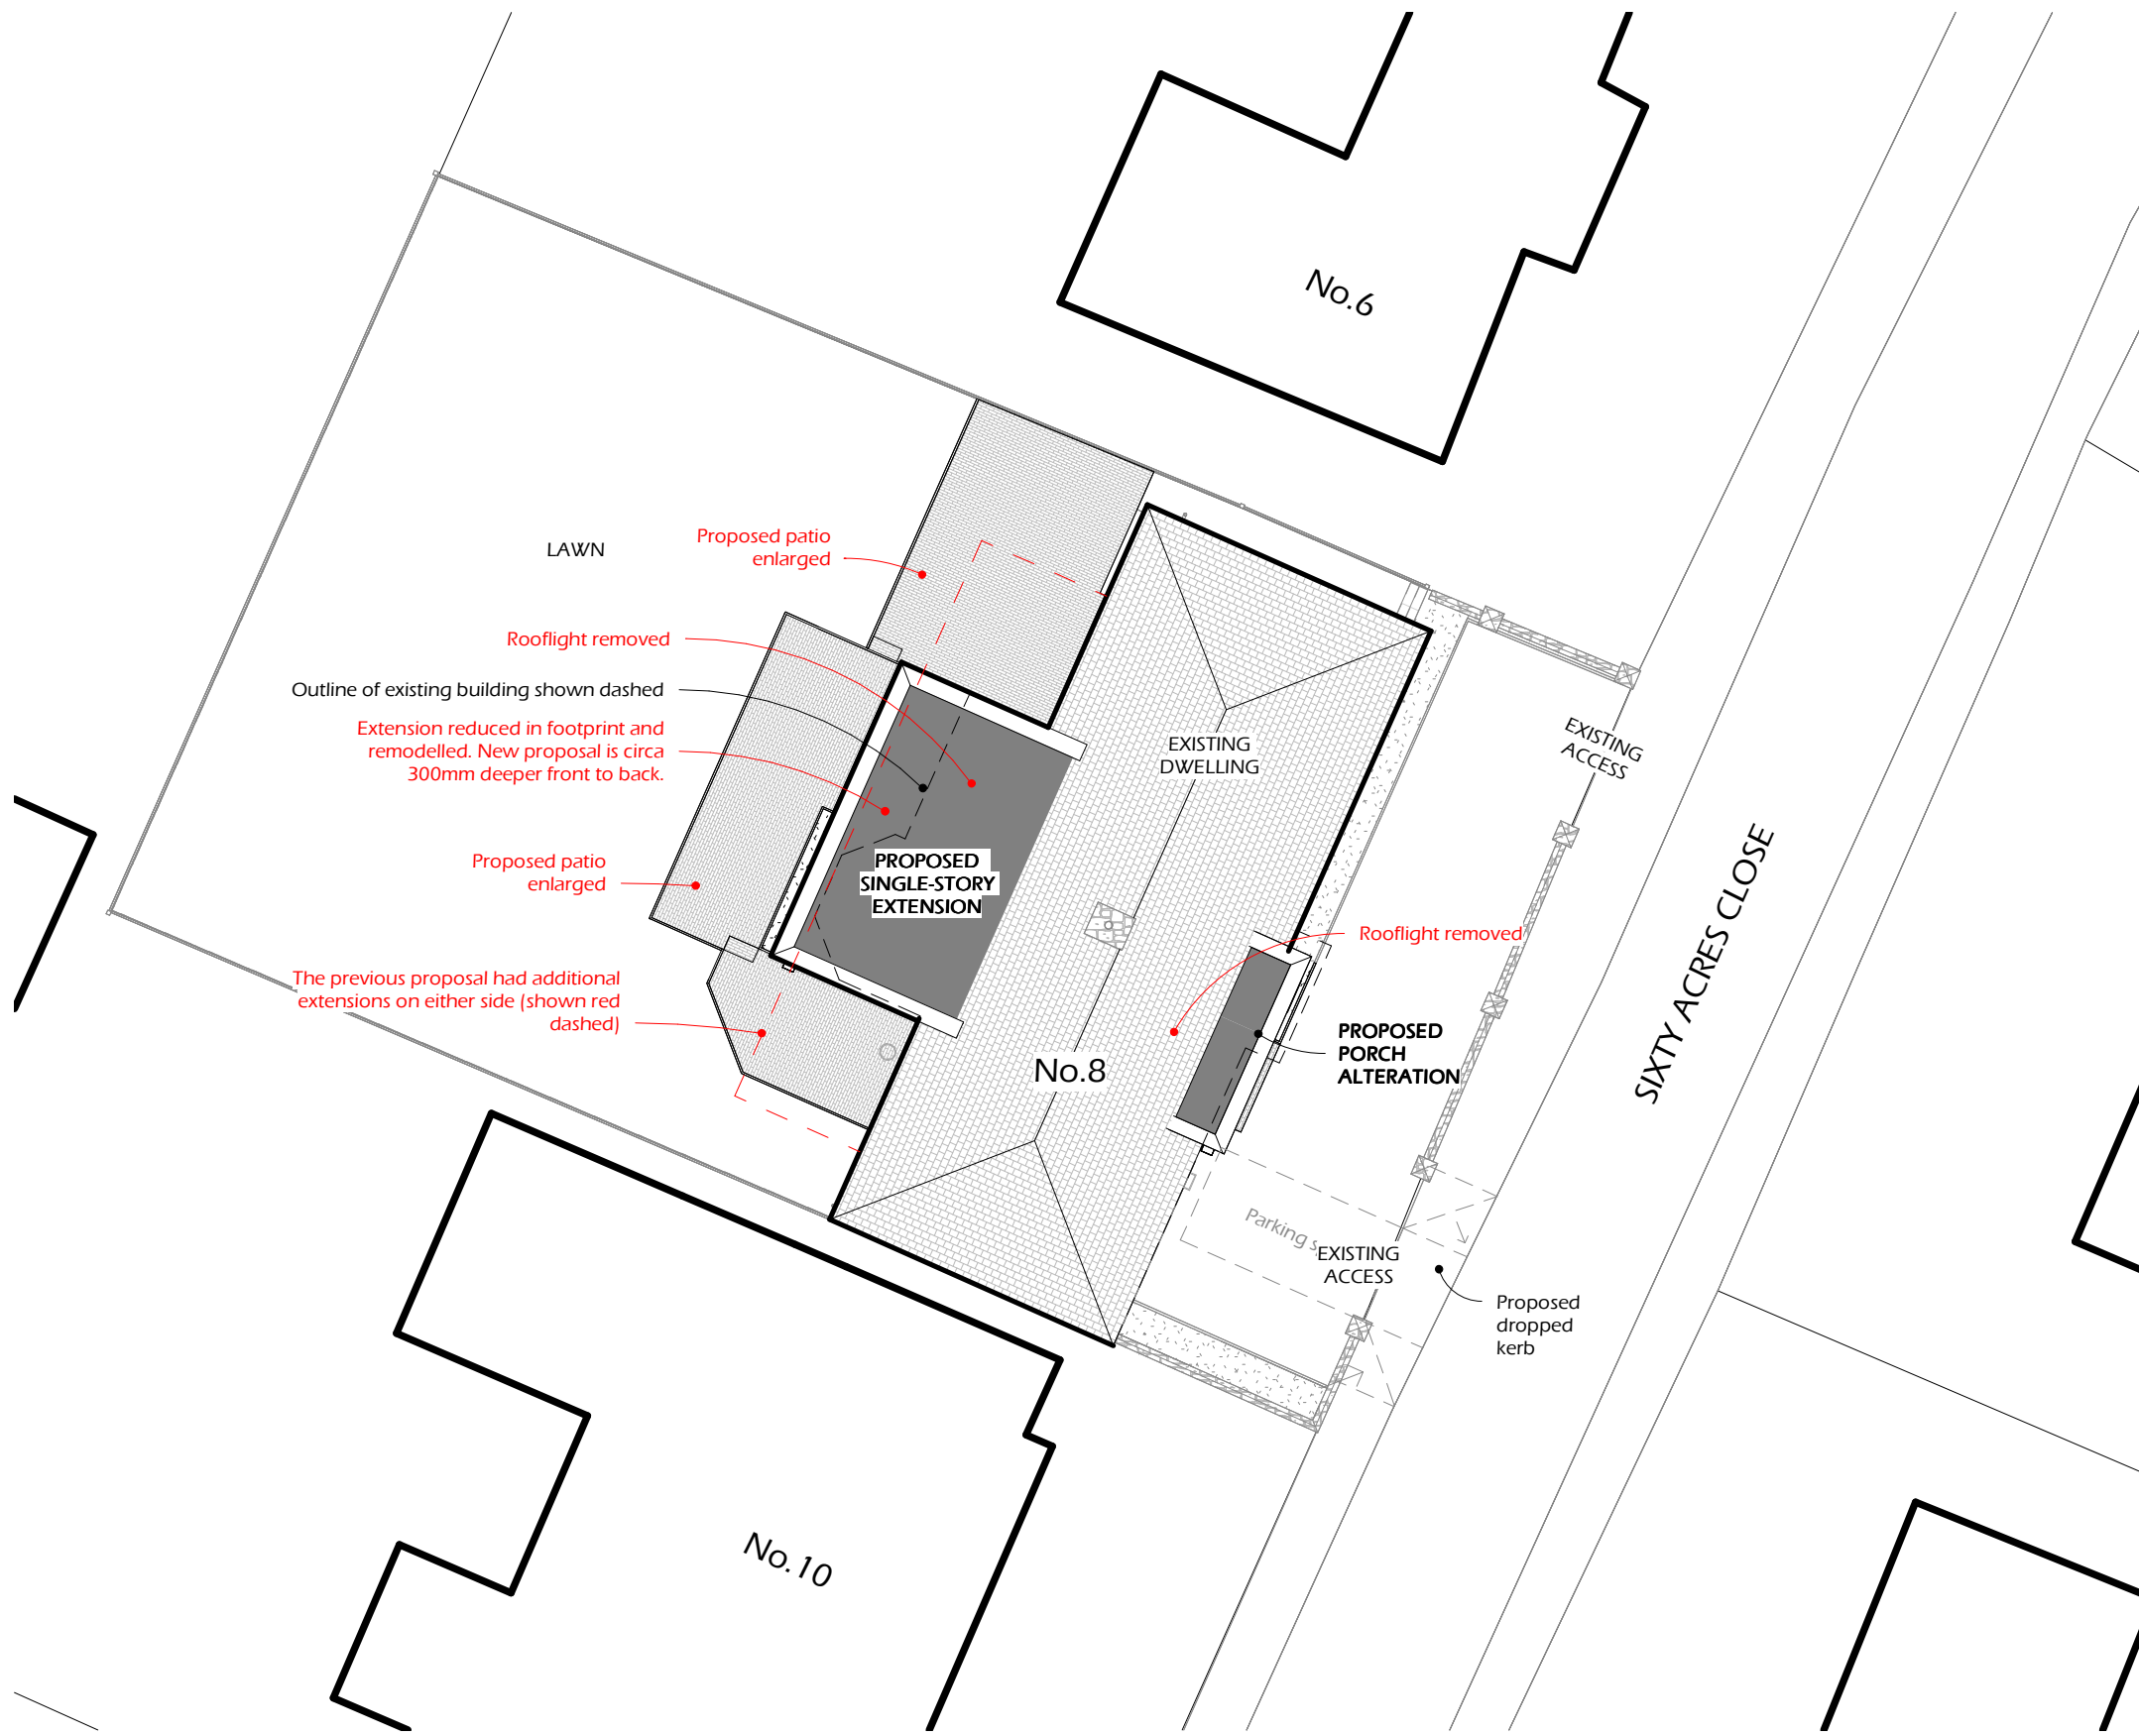 No.6
LAWN
Proposed patio
enlarged
Rooflight removed
Outline of existing building shown dashed
Extension reduced in footprint and
remodelled. New proposal is circa
300mm deeper front to back.
EXISTING
DWELLING
EXISTING
ACCESS
PROPOSED
SINGLE-STORY
EXTENSION
Proposed patio
enlarged
Rooflight removed
The previous proposal had additional
extensions on either side (shown red
dashed)
No.8
PROPOSED
PORCH
ALTERATION
SIXTY ACRES CLOSE
Parking
EXISTING
ACCESS
Proposed
dropped
kerb
No.10